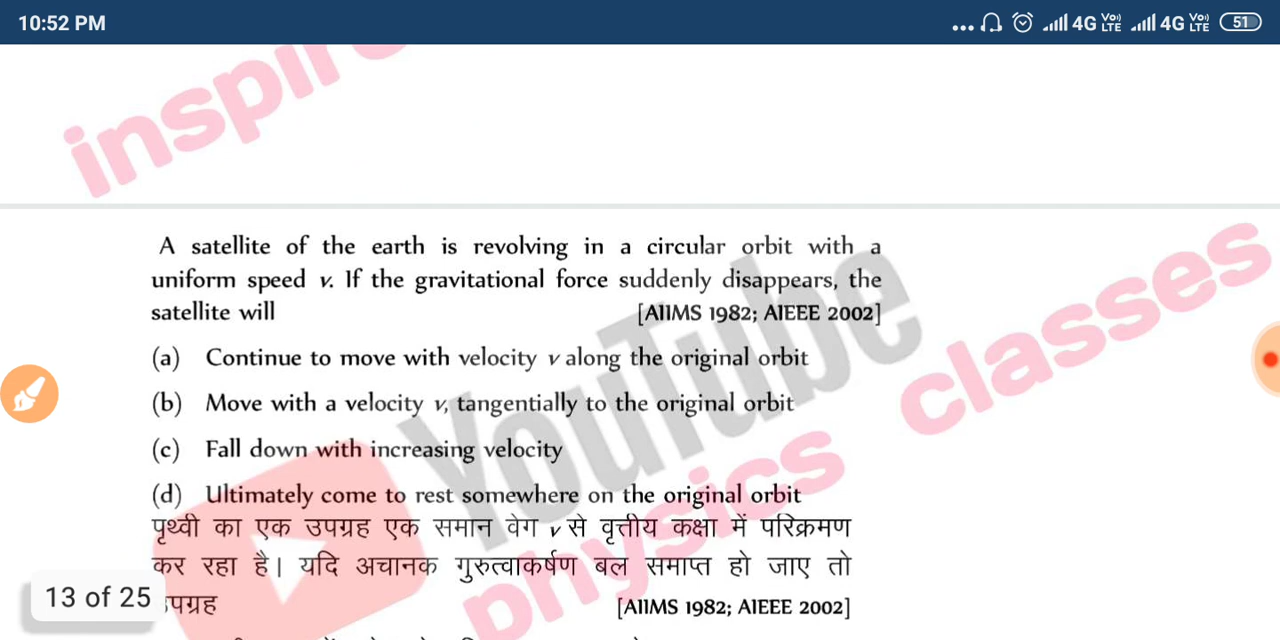 10:52 PM
... 4G VoLTE 4G VoLTE 51
inspire
A satellite of the earth is revolving in a circular orbit with a
uniform speed v. If the gravitational force suddenly disappears, the
satellite will [AIIMS 1982; AIEEE 2002]
(a) Continue to move with velocity v along the original orbit
(b) Move with a velocity v, tangentially to the original orbit
(c) Fall down with increasing velocity
(d) Ultimately come to rest somewhere on the original orbit
पृथ्वी का एक उपग्रह एक समान वेग v से वृत्तीय कक्षा में परिक्रमण
कर रहा है। यदि अचानक गुरुत्वाकर्षण बल समाप्त हो जाए तो
पग्रह [AIIMS 1982; AIEEE 2002]
13 of 25
YouTube
physics classes